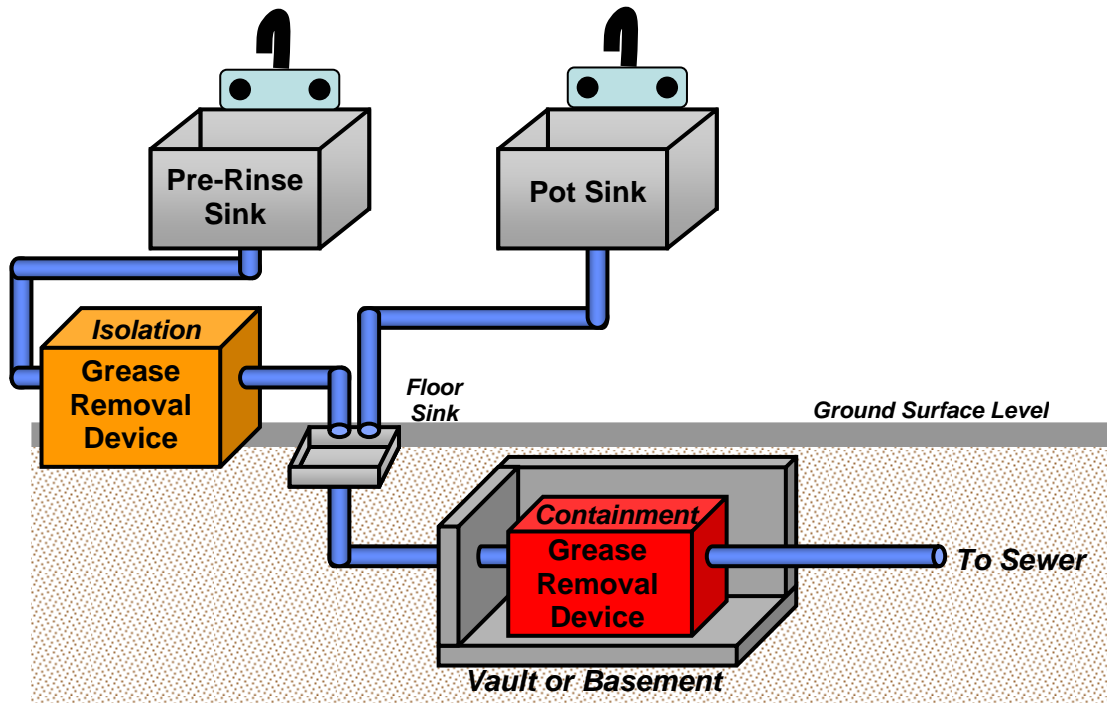 Pre-Rinse
Sink
Pot Sink
Isolation
Grease
Removal
Device
Floor
Sink
Ground Surface Level
Containment
Grease
Removal
Device
To Sewer
Vault or Basement